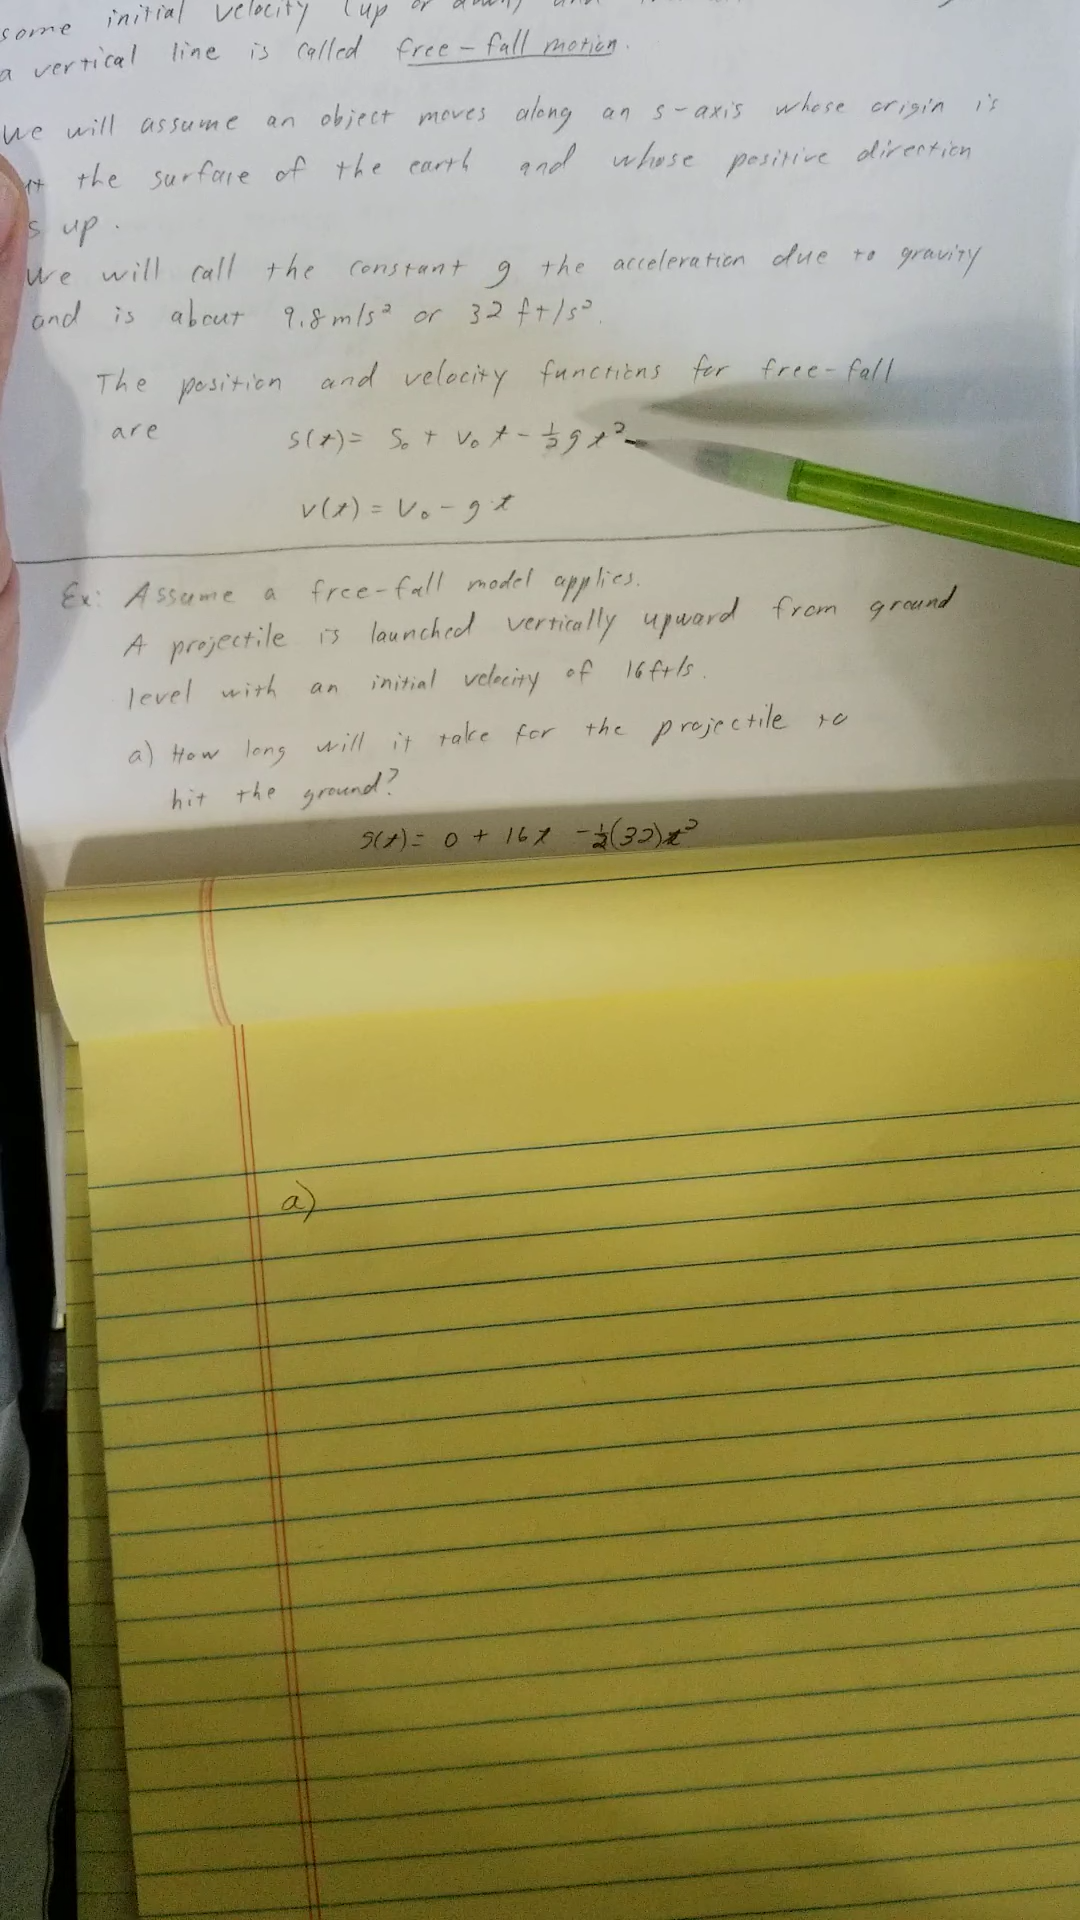 some initial velocity (up or down) and
a vertical line is called free-fall motion.
we will assume an object moves along an s-axis whose origin is
at the surface of the earth and whose positive direction
is up.
We will call the constant g the acceleration due to gravity
and is about 9.8 m/s² or 32 ft/s².
The position and velocity functions for free-fall
are s(t) = s₀ + v₀t - ½gt²
v(t) = v₀ - gt
Ex: Assume a free-fall model applies.
A projectile is launched vertically upward from ground
level with an initial velocity of 16 ft/s.
a) How long will it take for the projectile to
hit the ground?
s(t) = 0 + 16t - ½(32)t²
a)